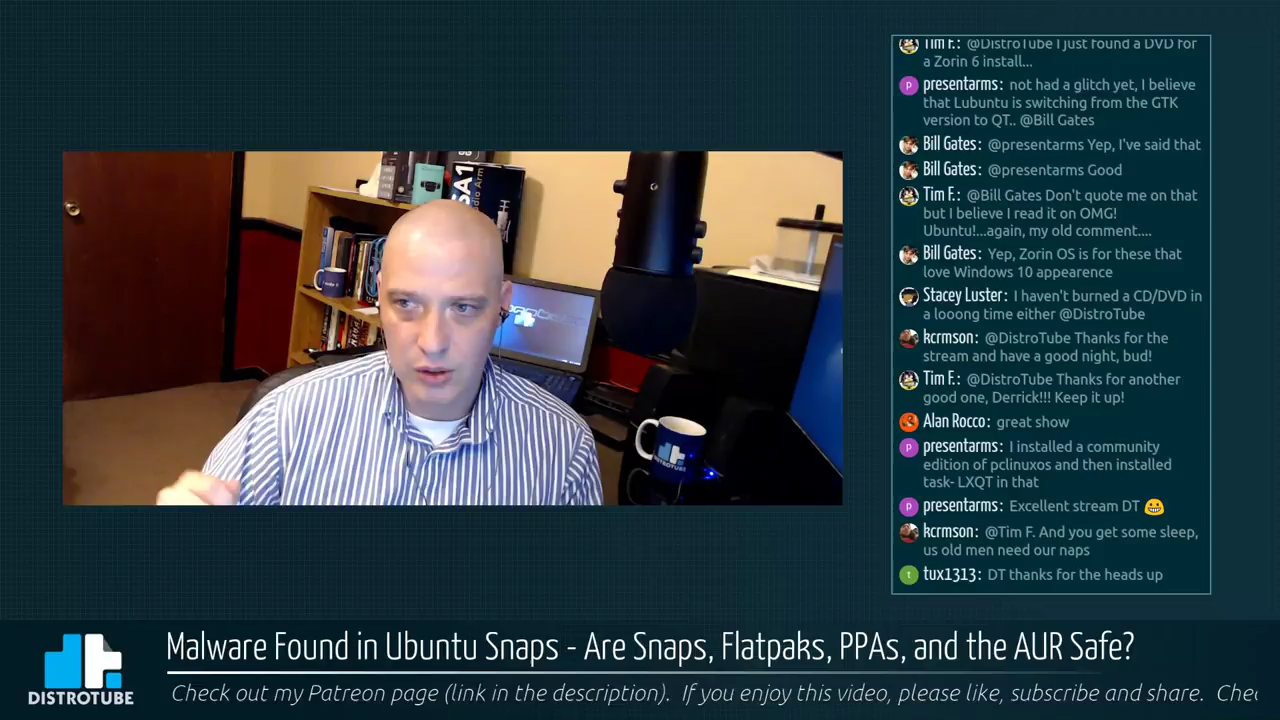 Tim F.: @DistroTube I just found a DVD for
a Zorin 6 install...
P presentarms: not had a glitch yet, I believe
that Lubuntu is switching from the GTK
version to QT.. @Bill Gates
Bill Gates: @presentarms Yep, I've said that
Bill Gates: @presentarms Good
Tim F.: @Bill Gates Don't quote me on that
but I believe I read it on OMG!
Ubuntu!...again, my old comment....
Bill Gates: Yep, Zorin OS is for these that
love Windows 10 appearence
Stacey Luster: I haven't burned a CD/DVD in
a looong time either @DistroTube
kcrmson: @DistroTube Thanks for the
stream and have a good night, bud!
Tim F.: @DistroTube Thanks for another
good one, Derrick!!! Keep it up!
Alan Rocco: great show
P presentarms: I installed a community
edition of pclinuxos and then installed
task- LXQT in that
P presentarms: Excellent stream DT 😀
kcrmson: @Tim F. And you get some sleep,
us old men need our naps
t tux1313: DT thanks for the heads up
SA1
dio Arm
DISTROTUBE
Malware Found in Ubuntu Snaps - Are Snaps, Flatpaks, PPAs, and the AUR Safe?
DISTROTUBE
Check out my Patreon page (link in the description). If you enjoy this video, please like, subscribe and share. Chec